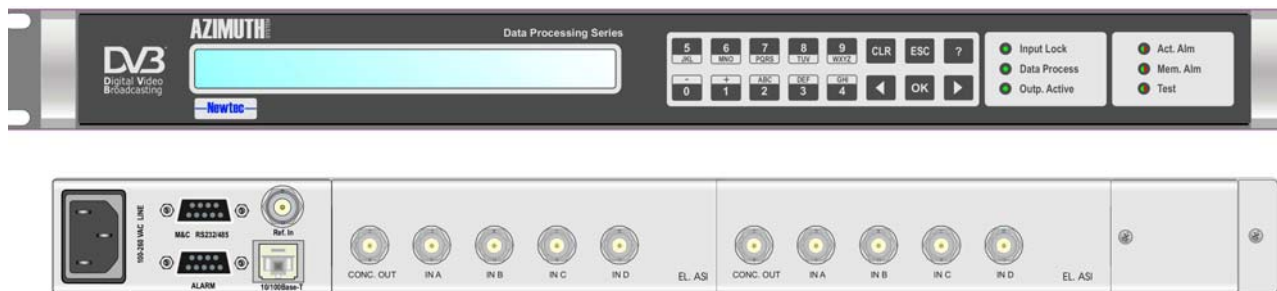 AZIMUTH SYSTEM
Data Processing Series
DVB
Digital Video
Broadcasting
Newtec
5 6 7 8 9 CLR ESC ?
JKL MNO PQRS TUV WXYZ
- + ABC DEF GHI
0 1 2 3 4 OK
Input Lock
Data Process
Outp. Active
Act. Alm
Mem. Alm
Test
100-260 VAC LINE
M&C RS232/485
ALARM
Ref. In
10/100Base-T
CONC. OUT IN A IN B IN C IN D EL. ASI
CONC. OUT IN A IN B IN C IN D EL. ASI